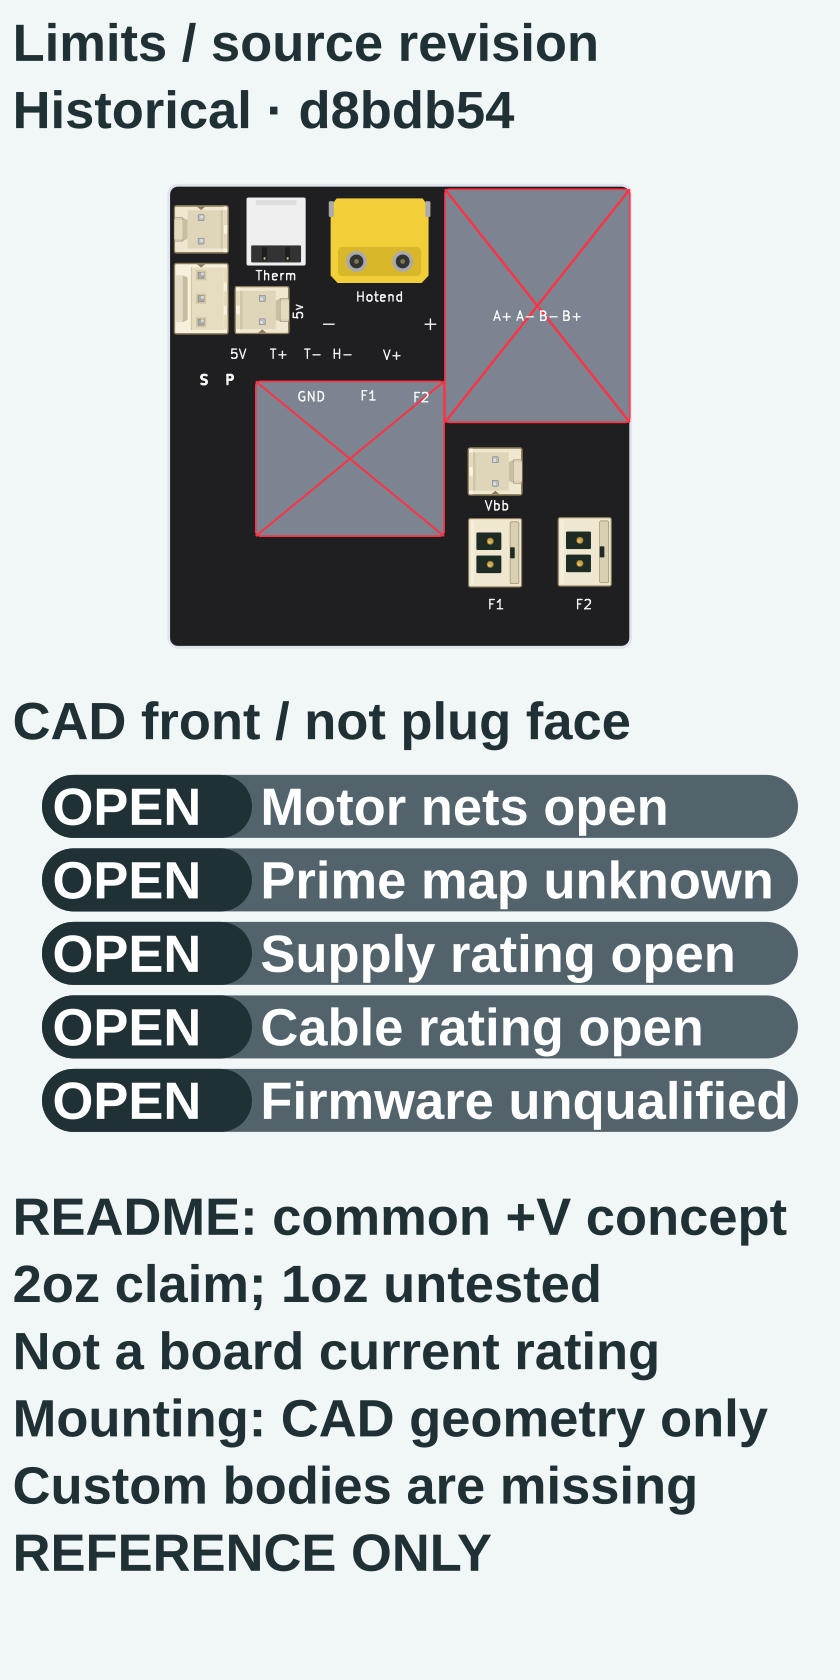 Limits / source revision
Historical · d8bdb54
Therm
Hotend
5v
− +
A+ A− B− B+
5V T+ T− H− V+
S P
GND F1 F2
Vbb
F1 F2
CAD front / not plug face
OPEN Motor nets open
OPEN Prime map unknown
OPEN Supply rating open
OPEN Cable rating open
OPEN Firmware unqualified
README: common +V concept
2oz claim; 1oz untested
Not a board current rating
Mounting: CAD geometry only
Custom bodies are missing
REFERENCE ONLY